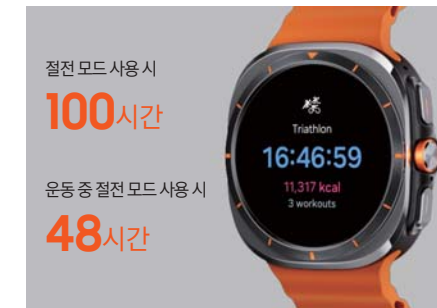 절전 모드 사용 시
100시간
운동 중 절전 모드 사용 시
48시간
Triathlon
16:46:59
11,317 kcal
3 workouts